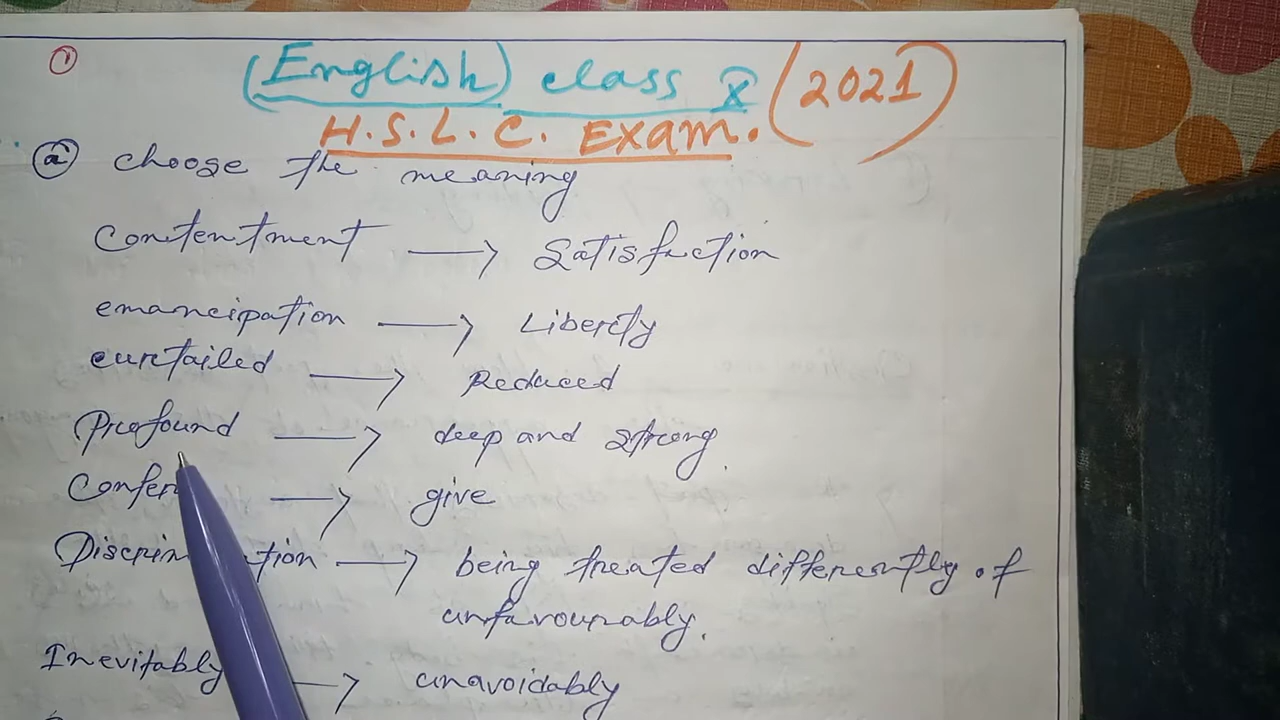 1
(English) class X (2021)
H.S.L.C. Exam.
(a) choose the meaning
Contentment → Satisfaction
emancipation → Liberty
curtailed → Reduced
Profound → deep and strong.
Confer → give
→ being treated differently of
unfavourably.
Inevitably → unavoidably